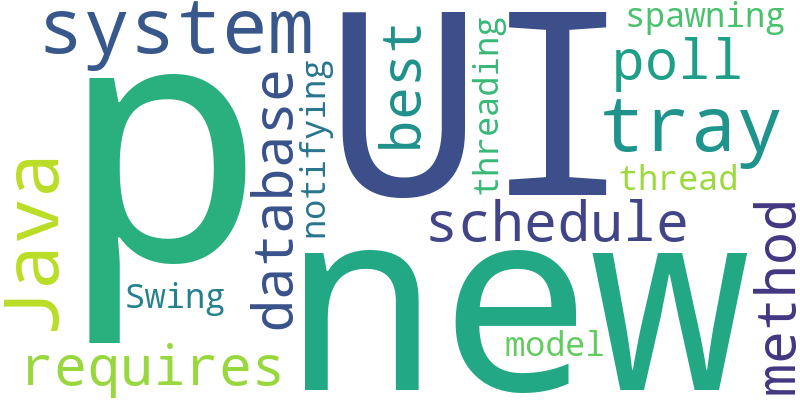 system
UI
best
spawning
poll
tray
p
database
notifying
threading
thread
Java
schedule
method
Swing
new
model
requires